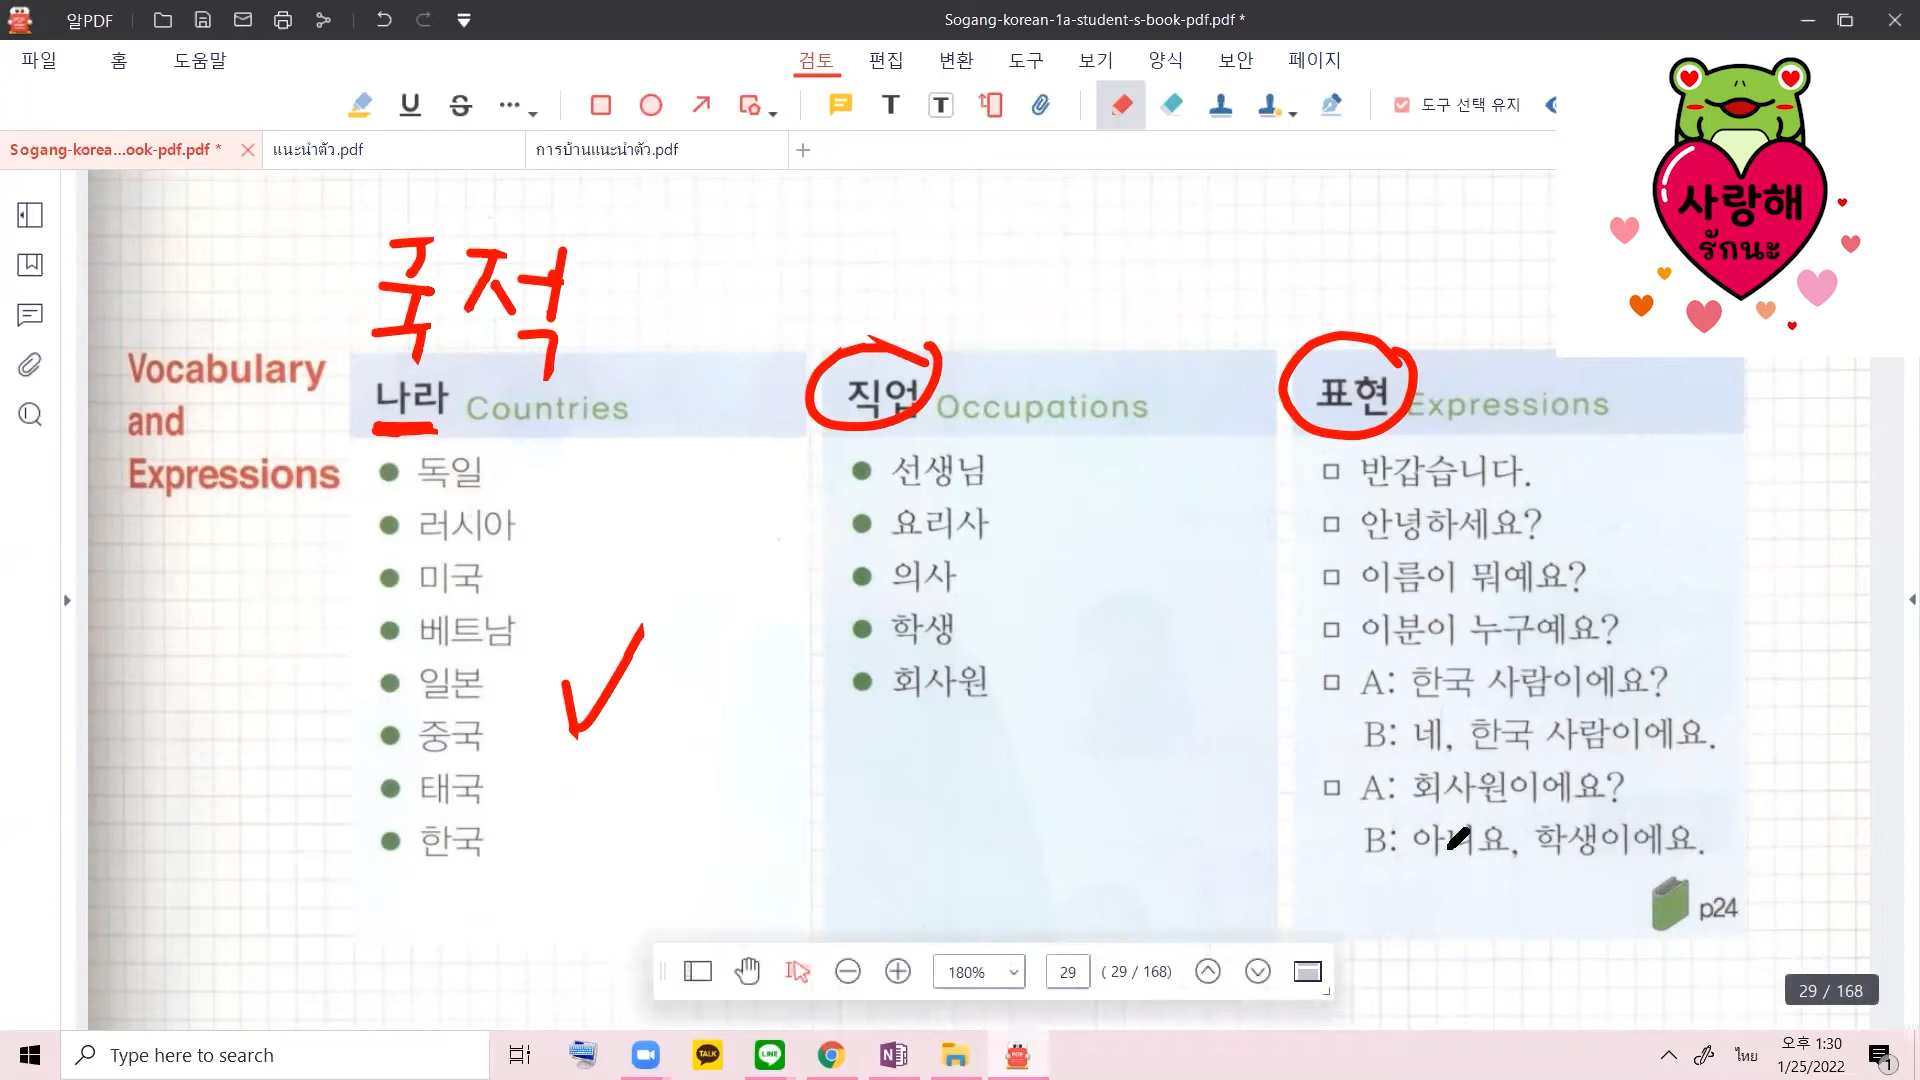 알PDF
Sogang-korean-1a-student-s-book-pdf.pdf *
파일 홈 도움말 검토 편집 변환 도구 보기 양식 보안 페이지
도구 선택 유지
Sogang-korea...ook-pdf.pdf * แนะนำตัว.pdf การบ้านแนะนำตัว.pdf
사랑해
รักนะ
국적
Vocabulary
and
Expressions
나라 Countries
독일
러시아
미국
베트남
일본
중국
태국
한국
직업 Occupations
선생님
요리사
의사
학생
회사원
표현 Expressions
반갑습니다.
안녕하세요?
이름이 뭐예요?
이분이 누구예요?
A: 한국 사람이에요?
B: 네, 한국 사람이에요.
A: 회사원이에요?
B: 아니요, 학생이에요.
p24
180% 29 ( 29 / 168)
29 / 168
Type here to search
TALK
LINE
ไทย
오후 1:30
1/25/2022
1